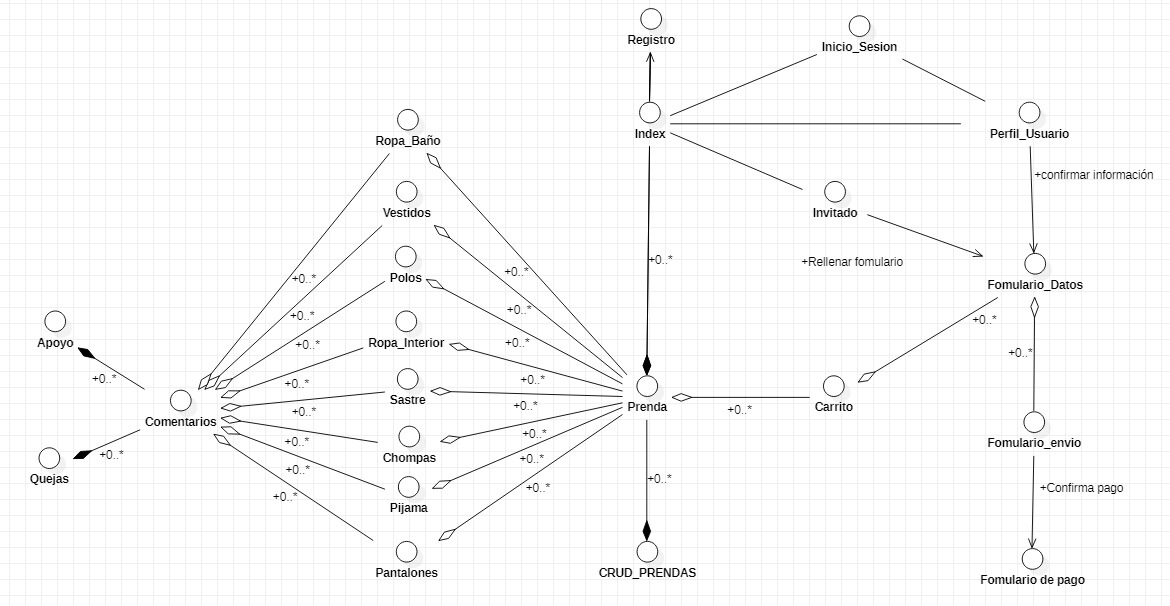 Registro
Inicio_Sesion
Index
Perfil_Usuario
Ropa_Baño
+confirmar información
Vestidos
Invitado
+0..*
+Rellenar fomulario
+0..*
+0..*
Polos
Fomulario_Datos
+0..*
+0..*
+0..*
Apoyo
Ropa_Interior
+0..*
+0..*
+0..*
+0..*
+0..*
+0..*
Sastre
+0..*
Prenda
+0..*
Carrito
+0..*
+0..*
Comentarios
+0..*
+0..*
Fomulario_envio
+0..*
Chompas
+0..*
Quejas
+0..*
+0..*
+Confirma pago
+0..*
+0..*
Pijama
Pantalones
CRUD_PRENDAS
Fomulario de pago